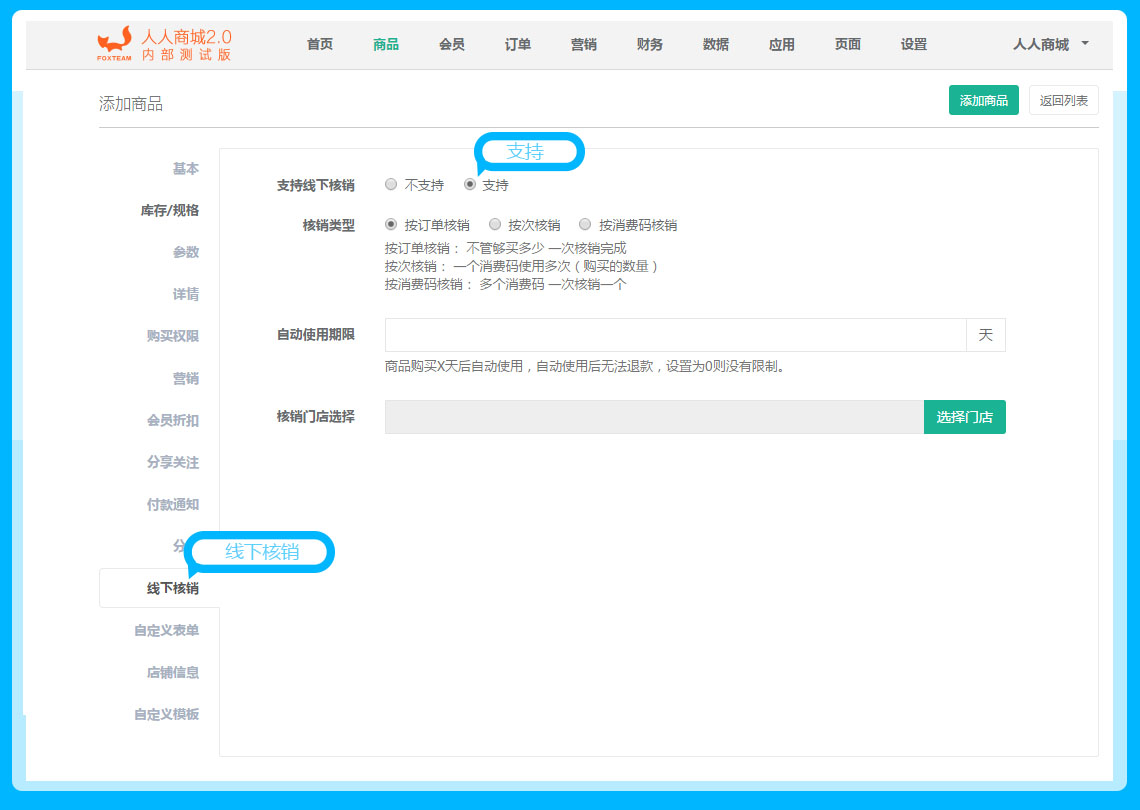 人人商城2.0
内部测试版
FOXTEAM
首页 商品 会员 订单 营销 财务 数据 应用 页面 设置 人人商城
添加商品
添加商品 返回列表
支持
基本
库存/规格
参数
详情
购买权限
营销
会员折扣
分享关注
付款通知
分
线下核销
线下核销
自定义表单
店铺信息
自定义模板
支持线下核销 不支持 支持
核销类型 按订单核销 按次核销 按消费码核销
按订单核销： 不管够买多少 一次核销完成
按次核销： 一个消费码使用多次（购买的数量）
按消费码核销： 多个消费码 一次核销一个
自动使用期限 天
商品购买X天后自动使用，自动使用后无法退款，设置为0则没有限制。
核销门店选择 选择门店